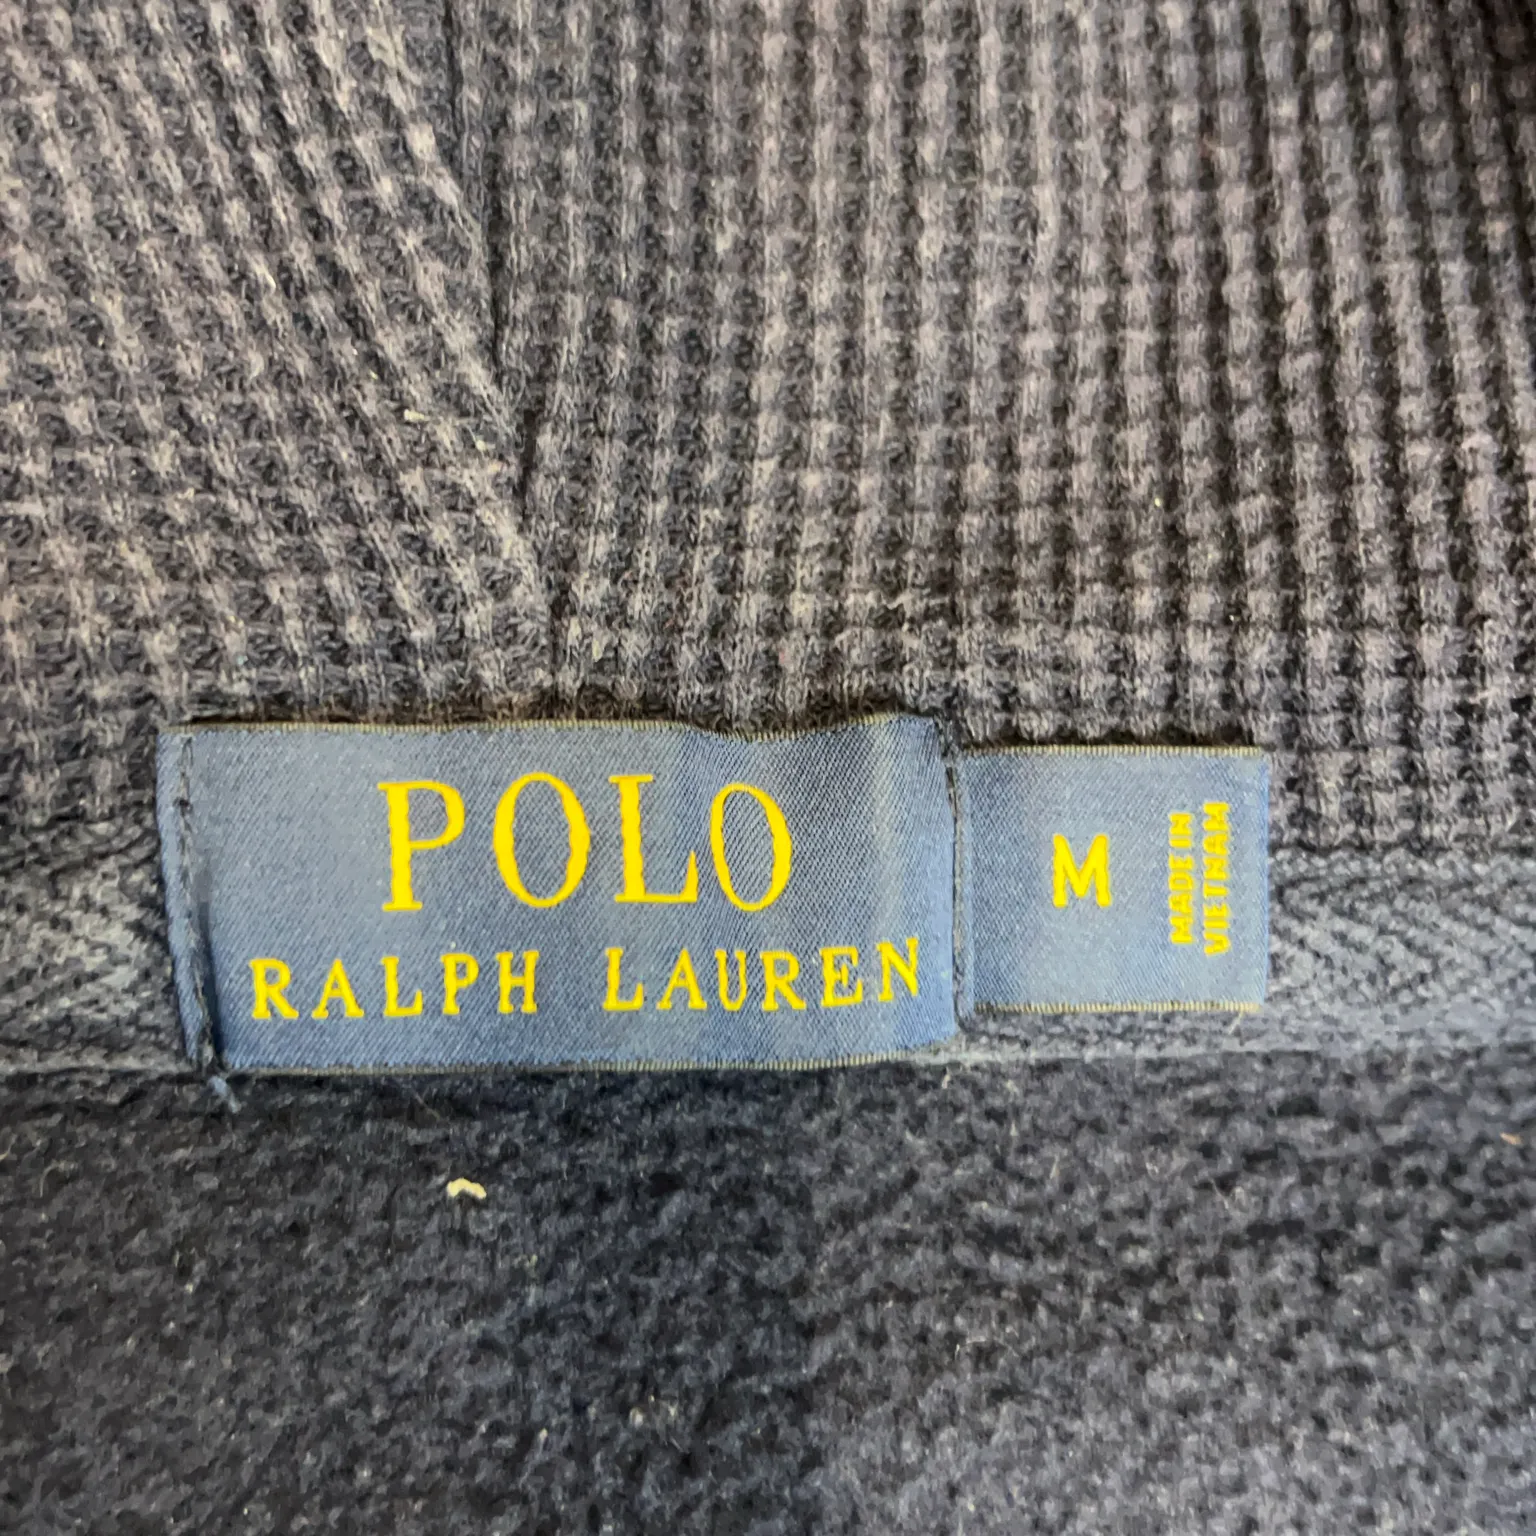 POLO
RALPH LAUREN
M
MADE IN
VIETNAM